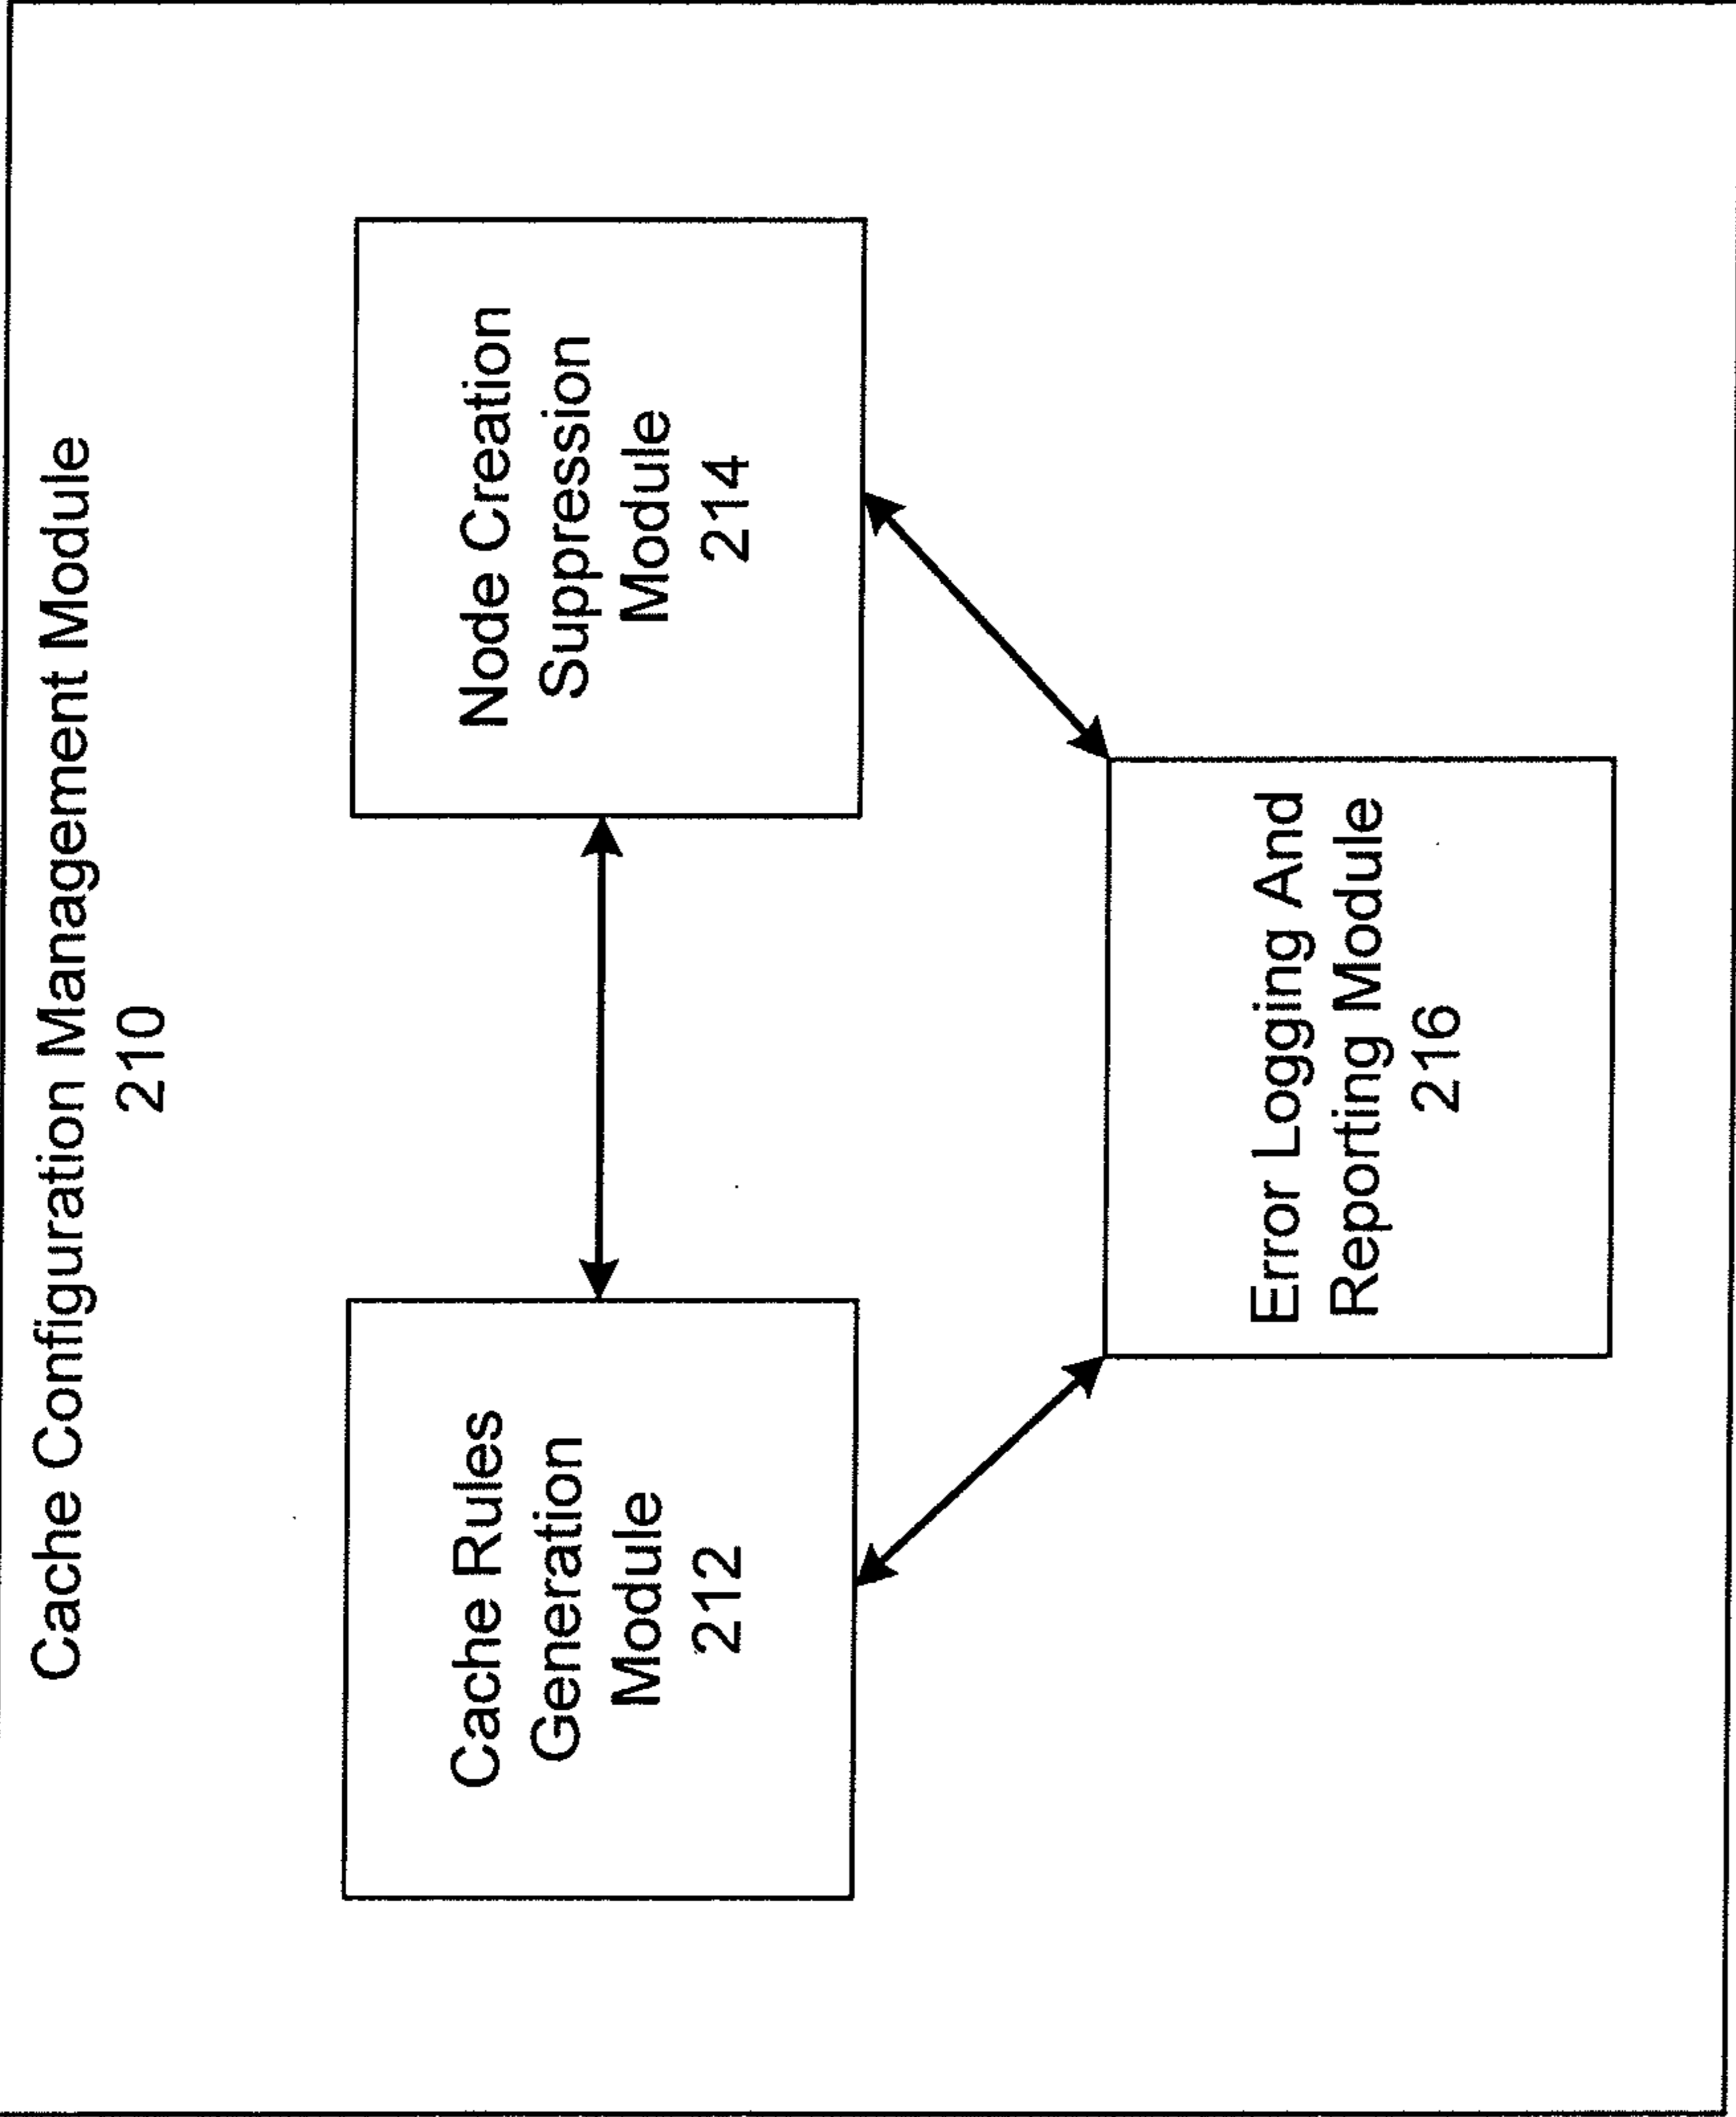 Cache Configuration Management Module
210
Cache Rules
Generation
Module
212
Node Creation
Suppression
Module
214
Error Logging And
Reporting Module
216